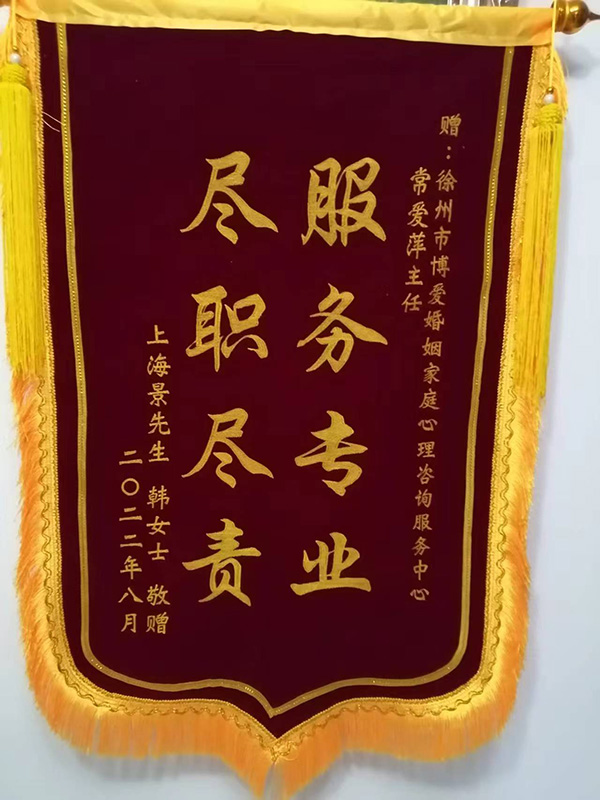 赠：徐州市博爱婚姻家庭心理咨询服务中心
常爱萍主任
服务专业
尽职尽责
上海景先生 韩女士 敬赠
二〇二二年八月